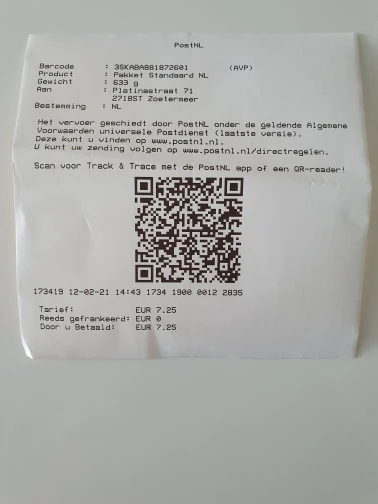 PostNL
Barcode : 3SKABA881872601 (AVP)
Product : Pakket Standaard NL
Gewicht : 633 g
Aan : Platinastraat 71
2718ST Zoetermeer
Bestemming : NL
Het vervoer geschiedt door PostNL onder de geldende Algemene
Voorwaarden universele Postdienst (laatste versie).
Deze kunt u vinden op www.postnl.nl.
U kunt uw zending volgen op www.postnl.nl/directregelen.
Scan voor Track & Trace met de PostNL app of een QR-reader!
173419 12-02-21 14:43 1734 1900 0012 2835
Tarief: EUR 7.25
Reeds gefrankeerd: EUR 0
Door u Betaald: EUR 7.25